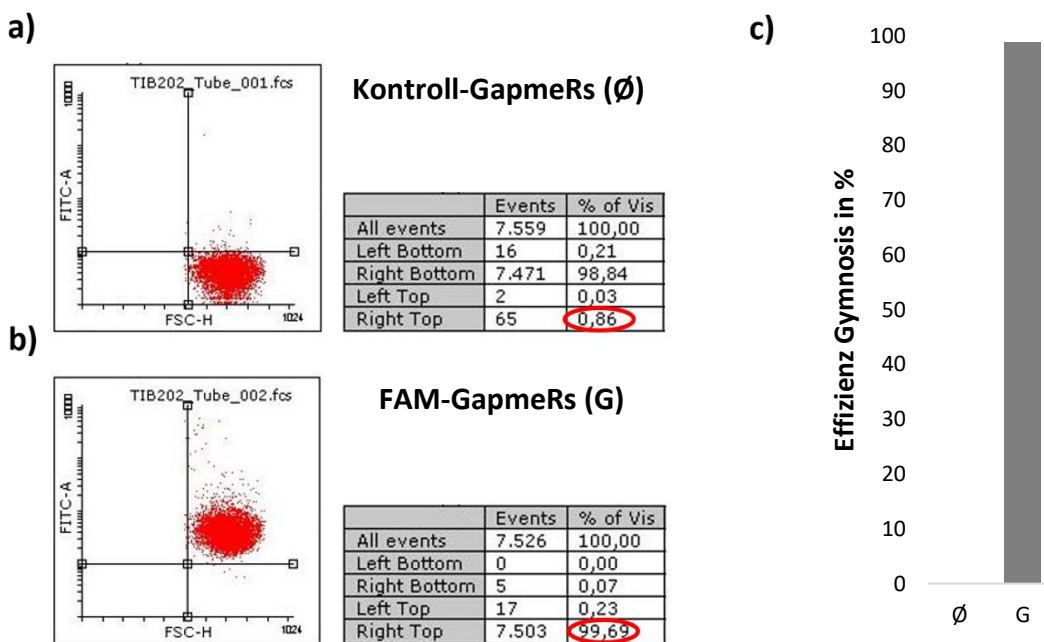 a)
TIB202_Tube_001.fcs
FITC-A
FSC-H
1024
Kontroll-GapmeRs (Ø)
Events % of Vis
All events 7.559 100,00
Left Bottom 16 0,21
Right Bottom 7.471 98,84
Left Top 2 0,03
Right Top 65 0,86
b)
TIB202_Tube_002.fcs
FITC-A
FSC-H
1024
FAM-GapmeRs (G)
Events % of Vis
All events 7.526 100,00
Left Bottom 0 0,00
Right Bottom 5 0,07
Left Top 17 0,23
Right Top 7.503 99,69
c)
Effizienz Gymnosis in %
100
90
80
70
60
50
40
30
20
10
0
Ø G